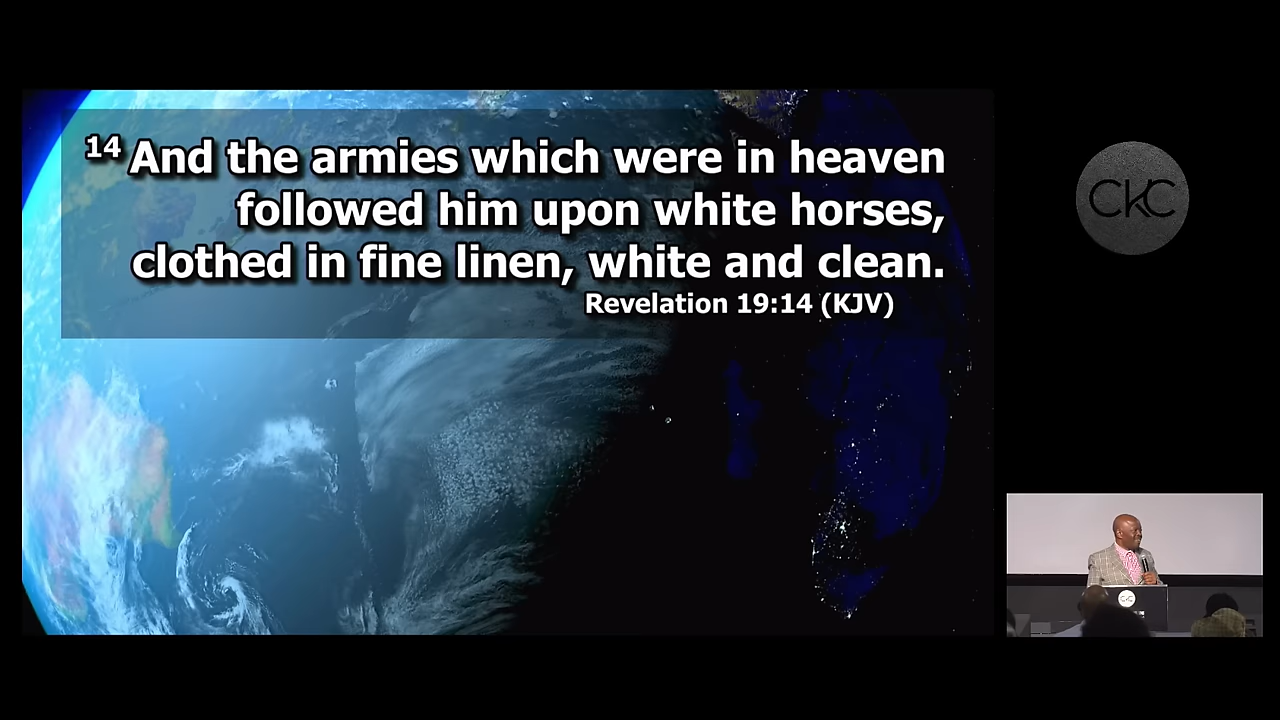 14 And the armies which were in heaven
followed him upon white horses,
clothed in fine linen, white and clean.
Revelation 19:14 (KJV)
CKC
CKC